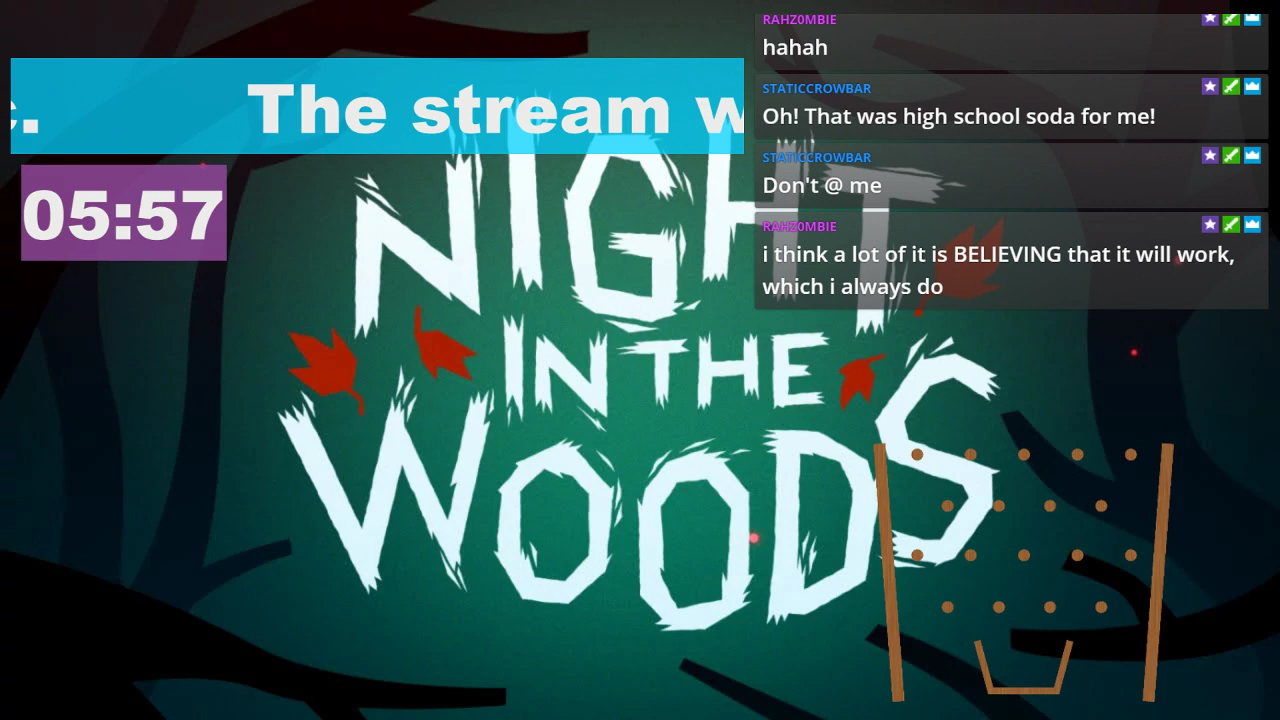 c. The stream w
05:57
RAHZ0MBIE
hahah
STATICCROWBAR
Oh! That was high school soda for me!
STATICCROWBAR
Don't @ me
RAHZ0MBIE
i think a lot of it is BELIEVING that it will work,
which i always do
NIGHT
IN THE
WOODS